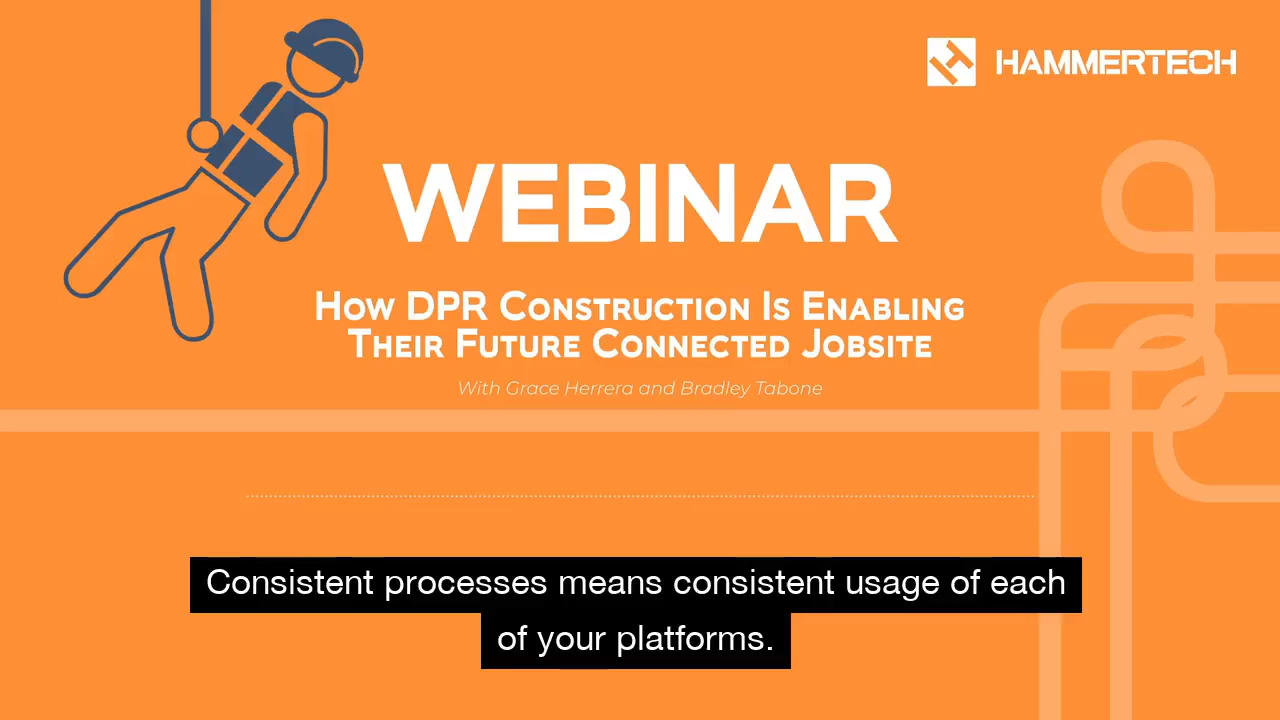 HAMMERTECH
WEBINAR
How DPR Construction Is Enabling
Their Future Connected Jobsite
With Grace Herrera and Bradley Tabone
Consistent processes means consistent usage of each
of your platforms.